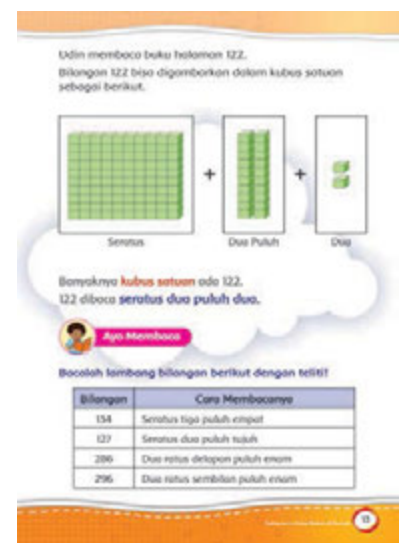 Udin membaca buku halaman 122.
Bilangan 122 bisa digambarkan dalam kubus satuan
sebagai berikut.
+ +
Seratus Dua Puluh Dua
Banyaknya kubus satuan ada 122.
122 dibaca seratus dua puluh dua.
Ayo Membaca
Bacalah lambang bilangan berikut dengan teliti!
Bilangan Cara Membacanya
134 Seratus tiga puluh empat
127 Seratus dua puluh tujuh
286 Dua ratus delapan puluh enam
296 Dua ratus sembilan puluh enam
13